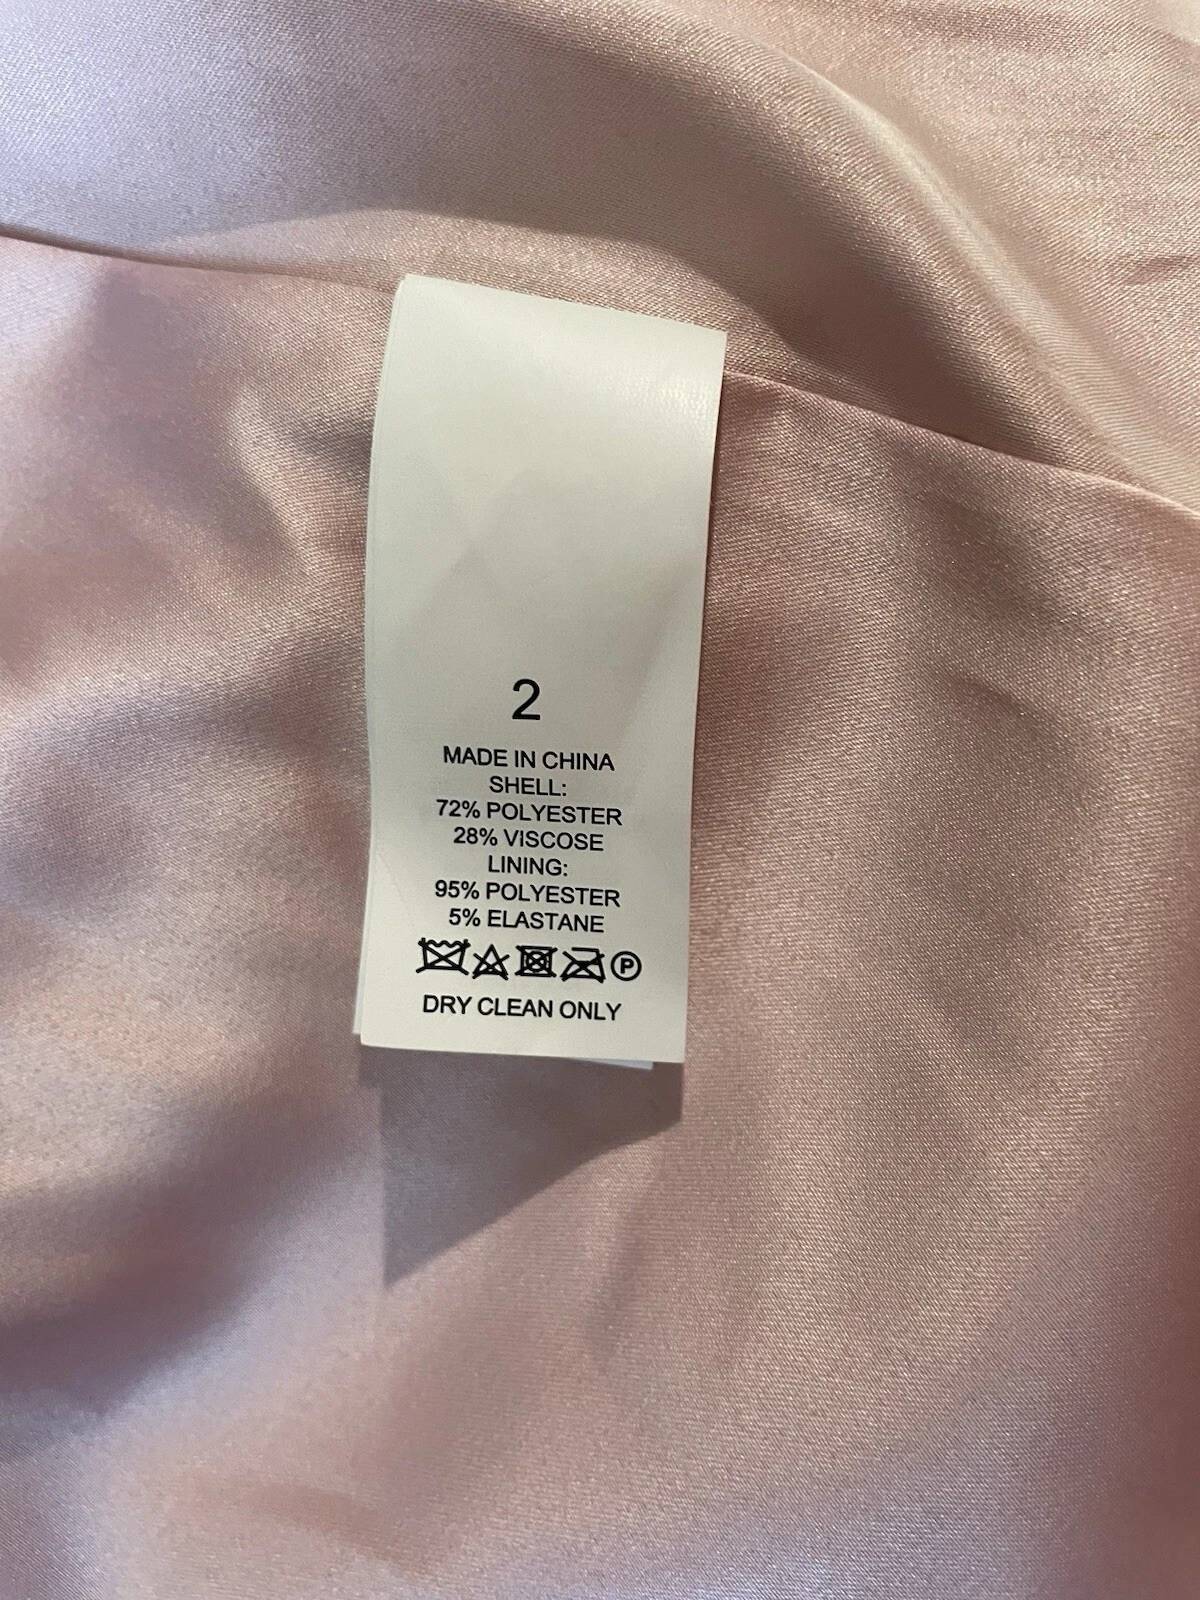 2
MADE IN CHINA
SHELL:
72% POLYESTER
28% VISCOSE
LINING:
95% POLYESTER
5% ELASTANE
P
DRY CLEAN ONLY